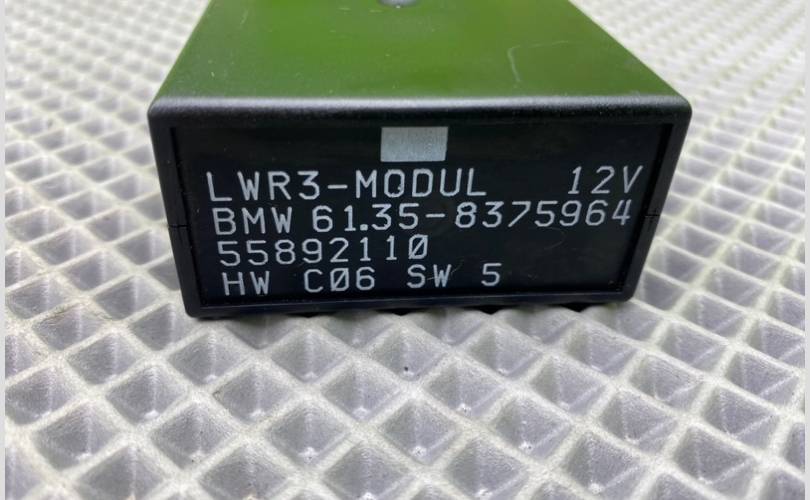 LWR3-MODUL 12V
BMW 61.35-8375964
55892110
HW C06 SW 5